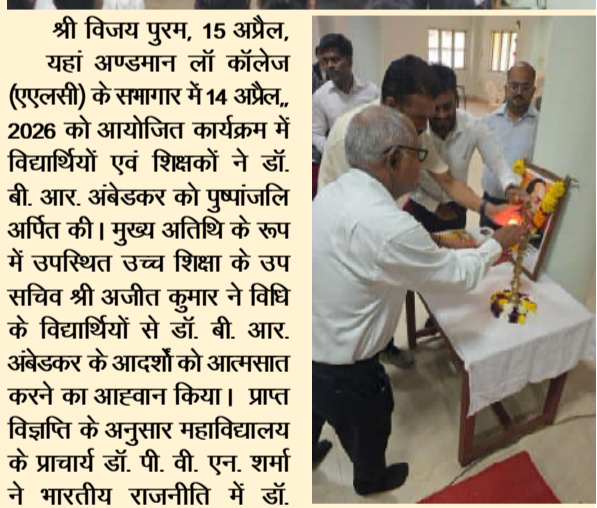 श्री विजय पुरम, 15 अप्रैल,
यहां अण्डमान लॉ कॉलेज
(एएलसी) के सभागार में 14 अप्रैल,,
2026 को आयोजित कार्यक्रम में
विद्यार्थियों एवं शिक्षकों ने डॉ.
बी. आर. अंबेडकर को पुष्पांजलि
अर्पित की। मुख्य अतिथि के रूप
में उपस्थित उच्च शिक्षा के उप
सचिव श्री अजीत कुमार ने विधि
के विद्यार्थियों से डॉ. बी. आर.
अंबेडकर के आदर्शों को आत्मसात
करने का आह्वान किया। प्राप्त
विज्ञप्ति के अनुसार महाविद्यालय
के प्राचार्य डॉ. पी. वी. एन. शर्मा
ने भारतीय राजनीति में डॉ.